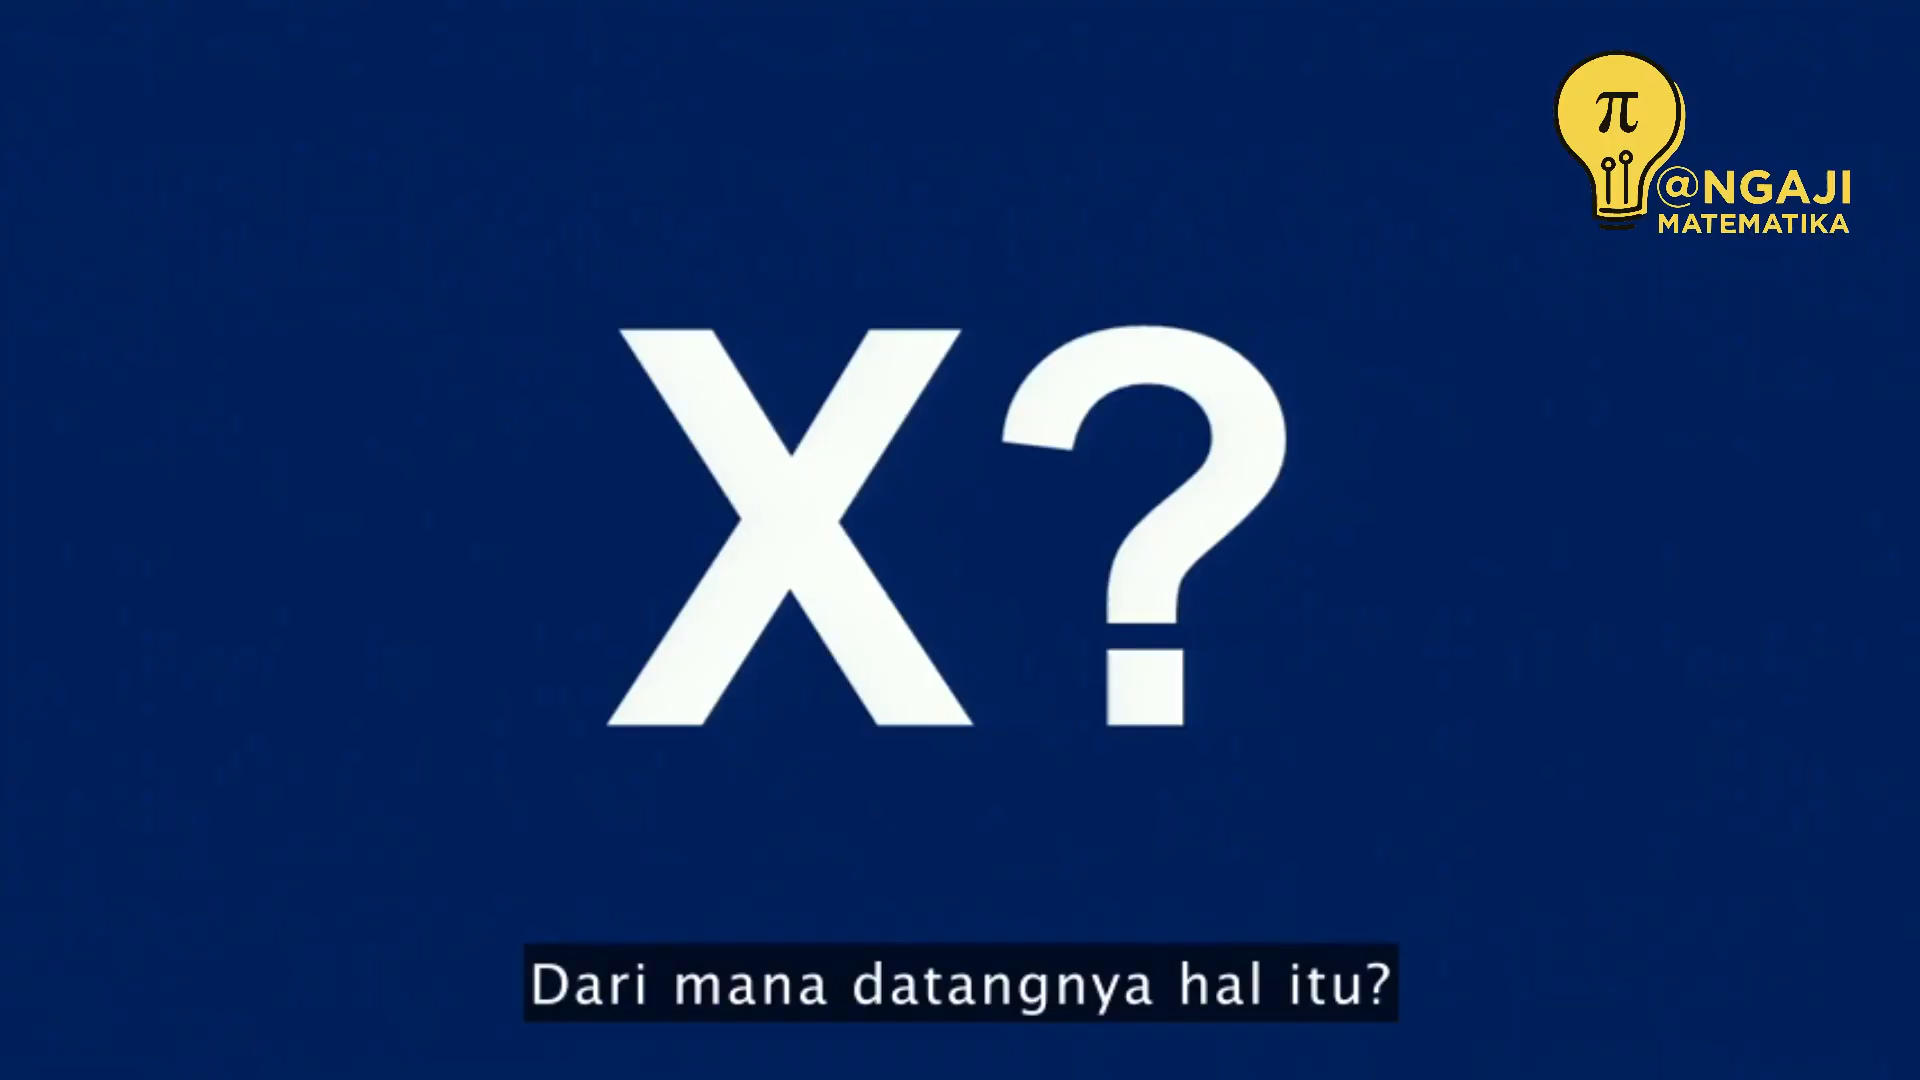 π
@NGAJI
MATEMATIKA
X?
Dari mana datangnya hal itu?